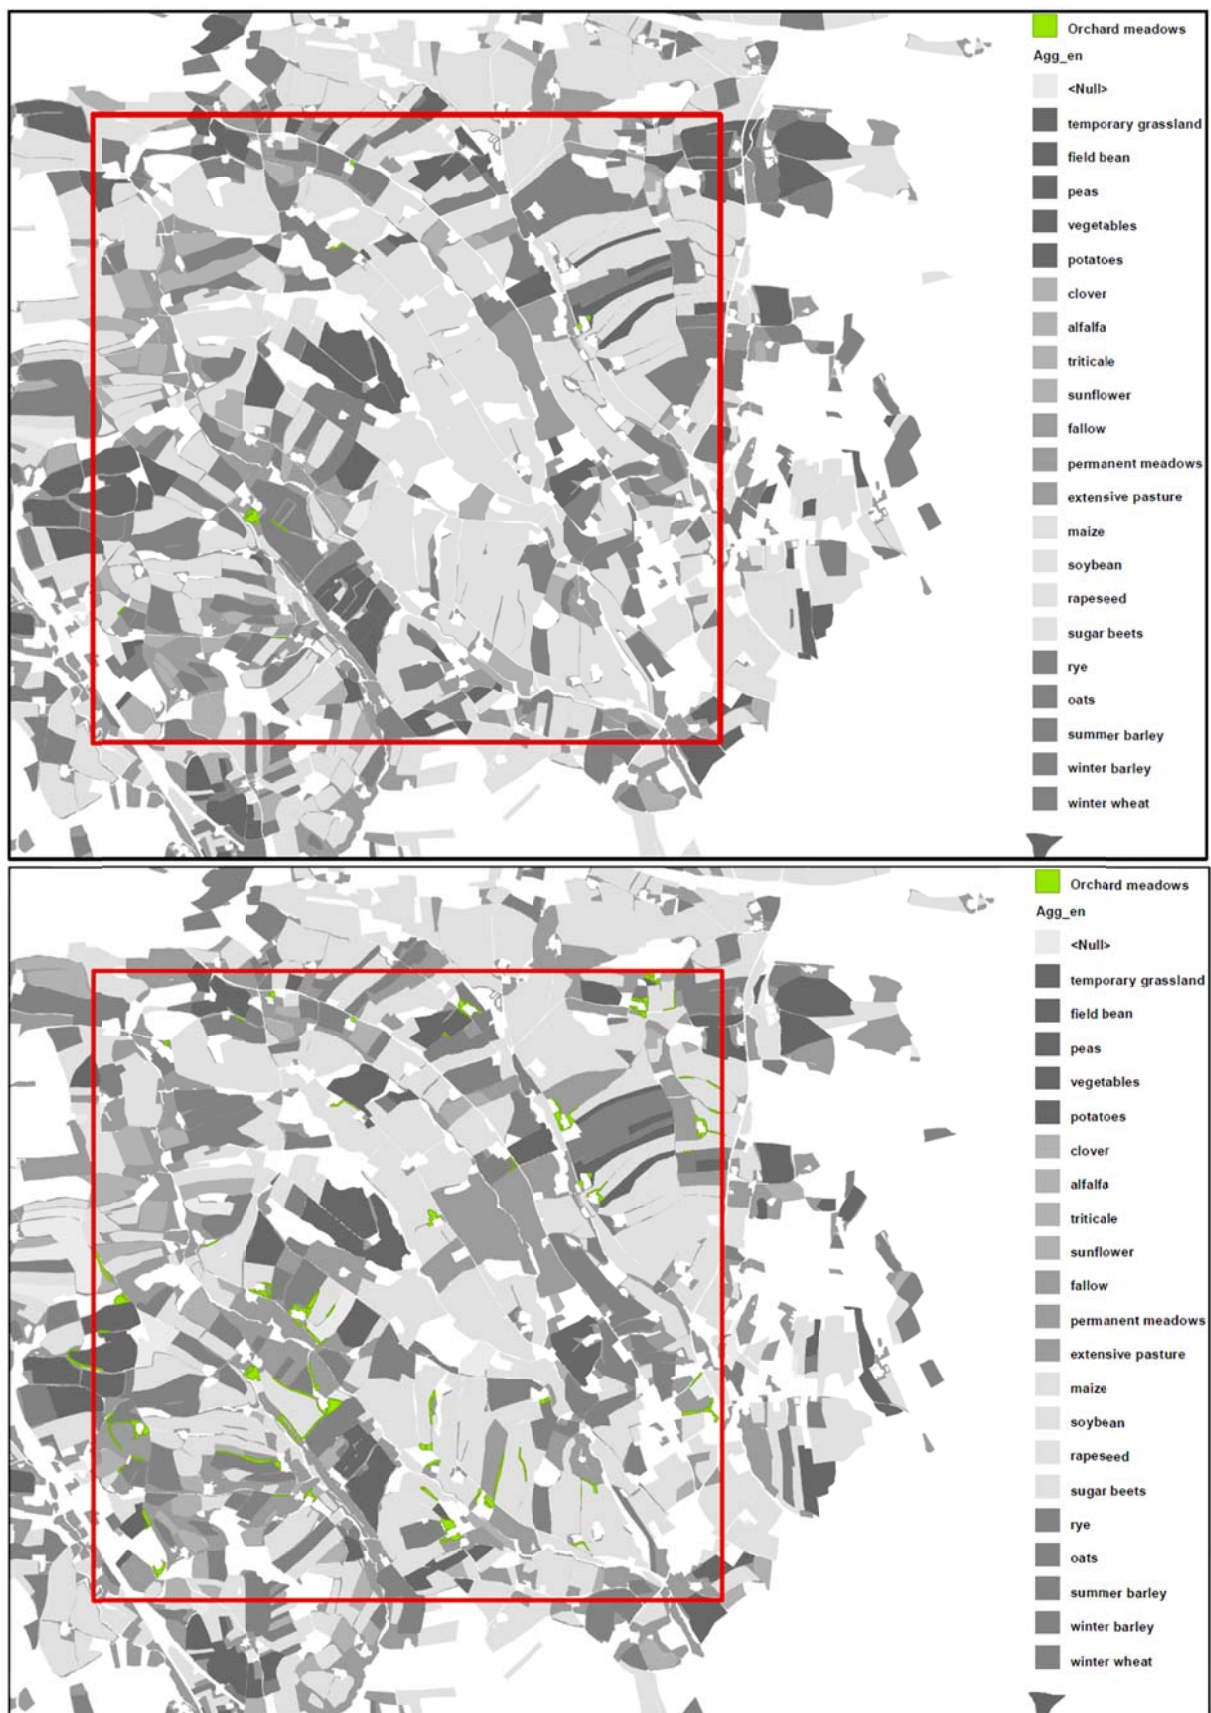 Orchard meadows
Agg_en
<Null>
temporary grassland
field bean
peas
vegetables
potatoes
clover
alfalfa
triticale
sunflower
fallow
permanent meadows
extensive pasture
maize
soybean
rapeseed
sugar beets
rye
oats
summer barley
winter barley
winter wheat
Orchard meadows
Agg_en
<Null>
temporary grassland
field bean
peas
vegetables
potatoes
clover
alfalfa
triticale
sunflower
fallow
permanent meadows
extensive pasture
maize
soybean
rapeseed
sugar beets
rye
oats
summer barley
winter barley
winter wheat